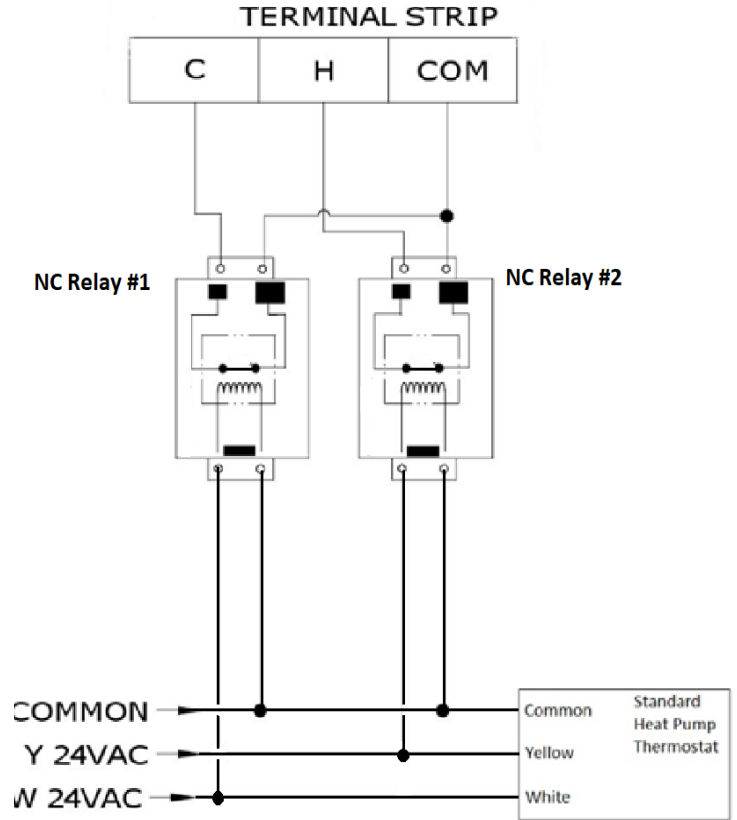 TERMINAL STRIP
C H COM
NC Relay #1
NC Relay #2
COMMON
Y 24VAC
W 24VAC
Common
Yellow
White
Standard
Heat Pump
Thermostat